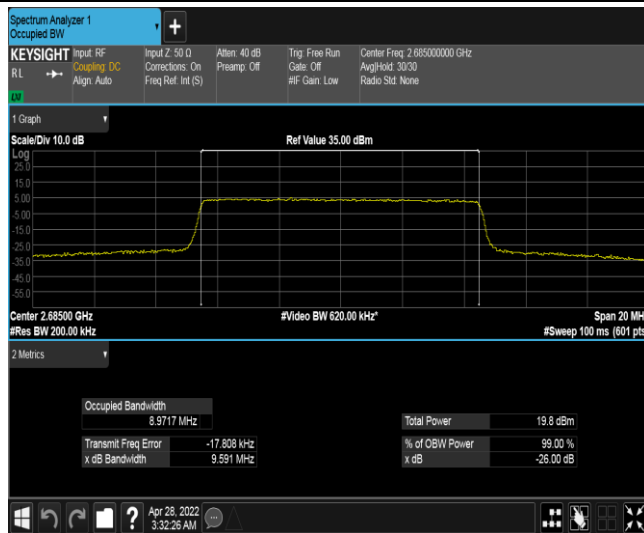 Spectrum Analyzer 1
Occupied BW
+
KEYSIGHT
RL
Input: RF
Coupling: DC
Align: Auto
Input Z: 50 Ω
Corrections: On
Freq Ref: Int (S)
Atten: 40 dB
Preamp: Off
Trig: Free Run
Gate: Off
#IF Gain: Low
Center Freq: 2.685000000 GHz
Avg|Hold: 30/30
Radio Std: None
1 Graph
Scale/Div 10.0 dB
Ref Value 35.00 dBm
Log
25.0
15.0
5.00
-5.00
-15.0
-25.0
-35.0
-45.0
-55.0
Center 2.68500 GHz
#Video BW 620.00 kHz*
Span 20 MH
#Res BW 200.00 kHz
#Sweep 100 ms (601 pts
2 Metrics
Occupied Bandwidth
8.9717 MHz
Total Power 19.8 dBm
Transmit Freq Error -17.808 kHz
% of OBW Power 99.00 %
x dB Bandwidth 9.591 MHz
x dB -26.00 dB
?
Apr 28, 2022
3:32:26 AM